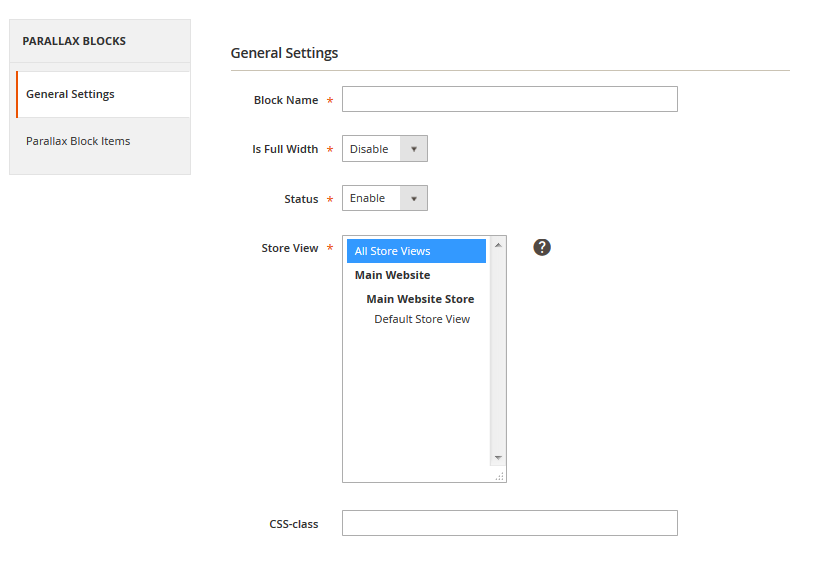 PARALLAX BLOCKS
General Settings
Parallax Block Items
General Settings
Block Name *
Is Full Width * Disable
Status * Enable
Store View * All Store Views ?
Main Website
Main Website Store
Default Store View
CSS-class